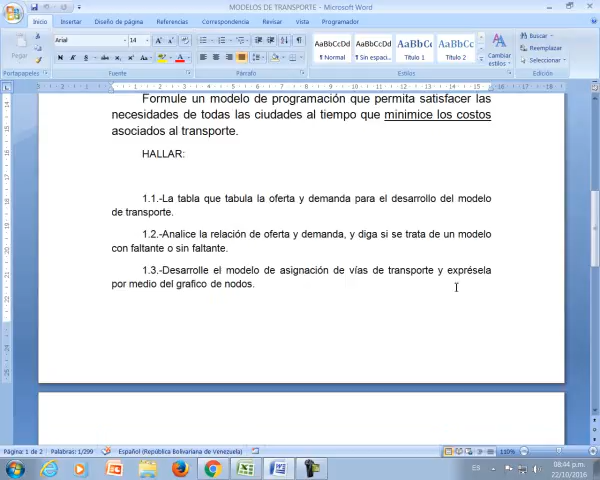 MODELOS DE TRANSPORTE - Microsoft Word
Inicio Insertar Diseño de página Referencias Correspondencia Revisar Vista Programador
Pegar
Arial 14
AaBbCcDd AaBbCcDd AaBbC AaBbCc
¶ Normal ¶ Sin espaci... Título 1 Título 2
Cambiar estilos
Buscar
Reemplazar
Seleccionar
Portapapeles Fuente Párrafo Estilos Edición
Formule un modelo de programación que permita satisfacer las
necesidades de todas las ciudades al tiempo que minimice los costos
asociados al transporte.
HALLAR:
1.1.-La tabla que tabula la oferta y demanda para el desarrollo del modelo
de transporte.
1.2.-Analice la relación de oferta y demanda, y diga si se trata de un modelo
con faltante o sin faltante.
1.3.-Desarrolle el modelo de asignación de vías de transporte y exprésela
por medio del grafico de nodos.
Página: 1 de 2 Palabras: 1/299 Español (República Bolivariana de Venezuela) 110%
ES 08:44 p.m.
22/10/2016